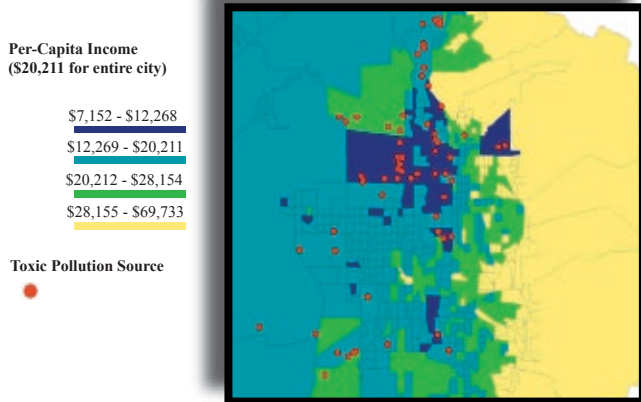 Per-Capita Income
($20,211 for entire city)
$7,152 - $12,268
$12,269 - $20,211
$20,212 - $28,154
$28,155 - $69,733
Toxic Pollution Source